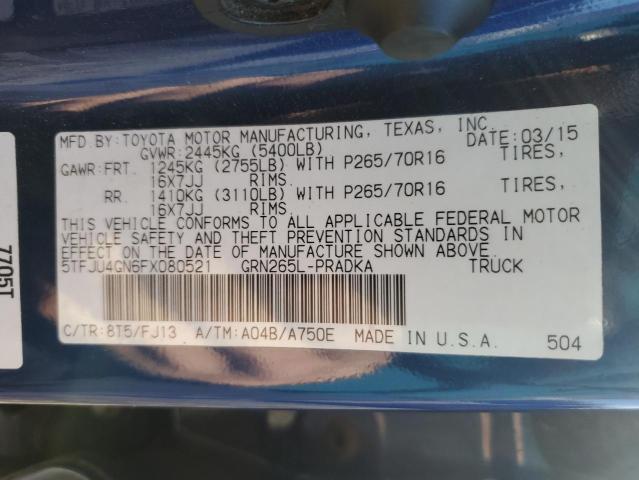 MFD BY: TOYOTA MOTOR MANUFACTURING, TEXAS, INC. DATE: 03/15
GVWR: 2445KG (5400LB)
GAWR: FRT. 1245KG (2755LB) WITH P265/70R16 TIRES,
16X7JJ RIMS.
RR. 1410KG (3110LB) WITH P265/70R16 TIRES,
16X7JJ RIMS.
THIS VEHICLE CONFORMS TO ALL APPLICABLE FEDERAL MOTOR
VEHICLE SAFETY AND THEFT PREVENTION STANDARDS IN
EFFECT ON THE DATE OF MANUFACTURE SHOWN ABOVE.
5TFJU4GN6FX080521 GRN265L-PRADKA TRUCK
C/TR: 8T5/FJ13 A/TM: A04B/A750E MADE IN U.S.A. 504
7705T